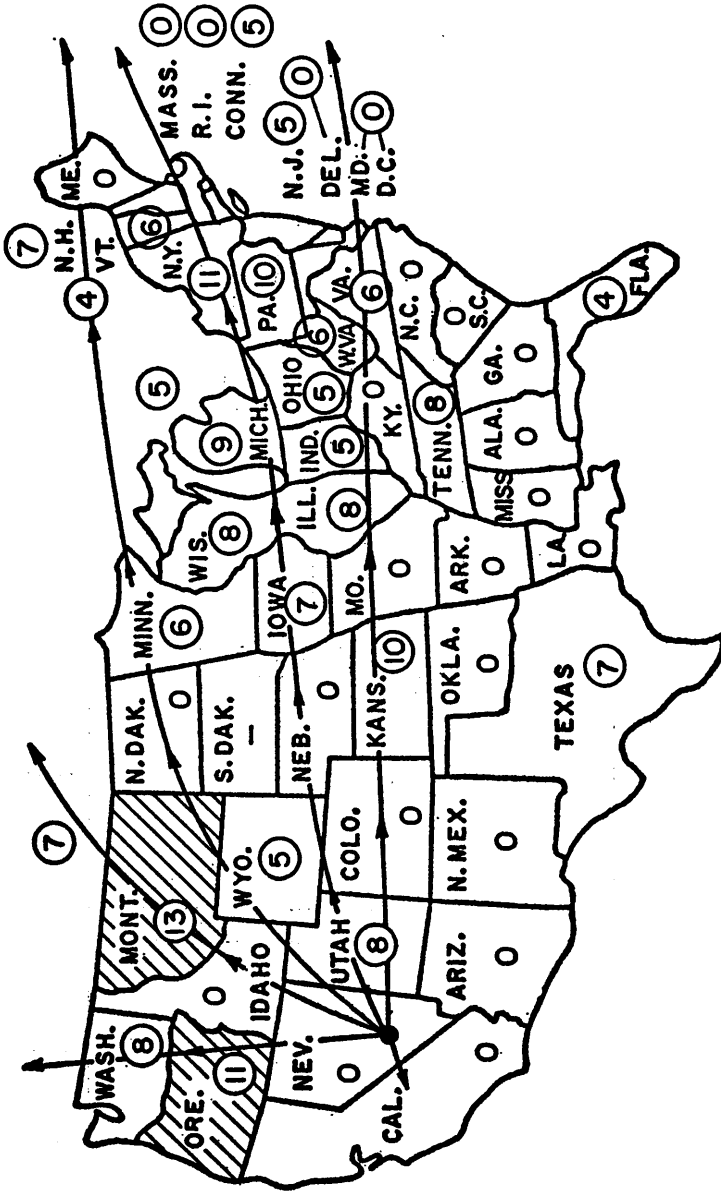 WASH.
8
ORE.
11
CAL.
0
NEV.
0
IDAHO
0
MONT.
13
7
WYO.
5
UTAH
8
COLO.
0
ARIZ.
0
N.MEX.
0
N.DAK.
0
S.DAK.
–
NEB.
0
KANS.
10
OKLA.
0
TEXAS
7
MINN.
6
IOWA
7
MO.
0
ARK.
0
LA.
0
WIS.
8
ILL.
8
MICH.
9
IND.
5
OHIO
5
KY.
0
TENN.
8
MISS
0
ALA.
0
GA.
0
FLA.
4
S.C.
0
N.C.
0
VA.
6
W.VA
6
PA.
10
N.Y.
11
5
VT.
4
N.H.
7
6
ME.
0
MASS. 0
R.I. 0
CONN. 5
N.J. 5
DEL. 0
MD. 0
D.C.